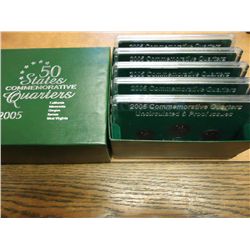 50
States
COMMEMORATIVE
Quarters
California
Minnesota
Oregon
Kansas
West Virginia
2005
2005 Commemorative Quarters
2005 Commemorative Quarters
2005 Commemorative Quarters
2005 Commemorative Quarters
2005 Commemorative Quarters
Uncirculated & Proof Issues